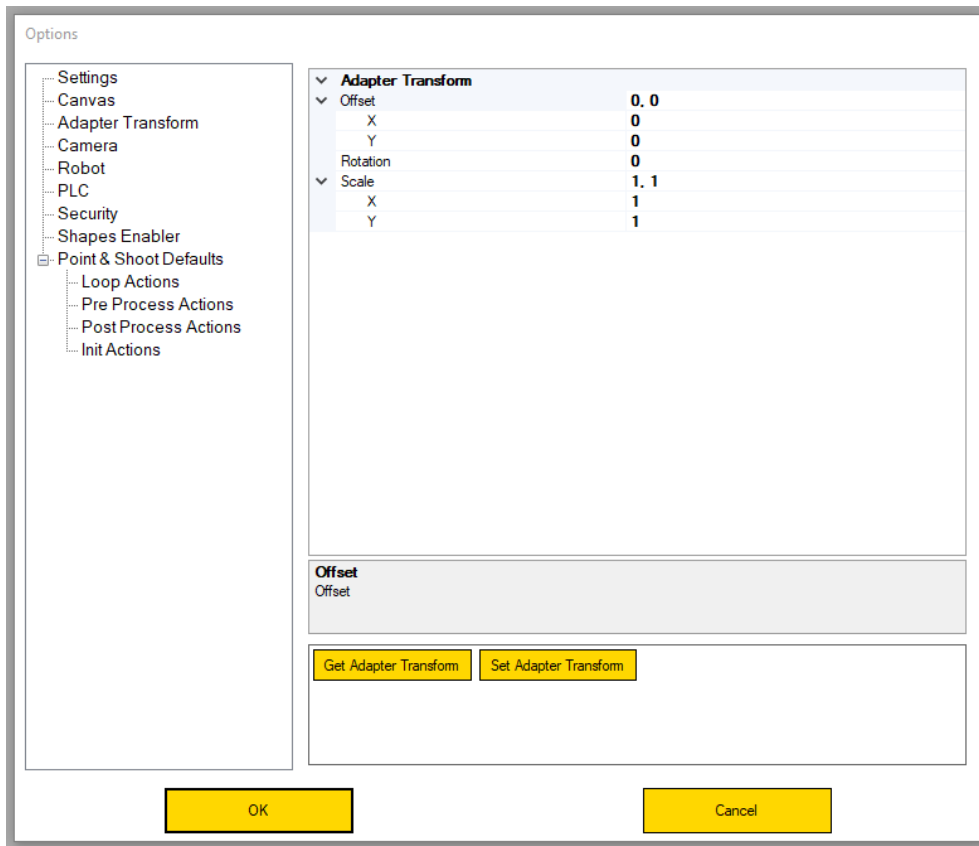 Options
Settings
Canvas
Adapter Transform
Camera
Robot
PLC
Security
Shapes Enabler
Point & Shoot Defaults
Loop Actions
Pre Process Actions
Post Process Actions
Init Actions
Adapter Transform
Offset 0, 0
X 0
Y 0
Rotation 0
Scale 1, 1
X 1
Y 1
Offset
Offset
Get Adapter Transform Set Adapter Transform
OK Cancel